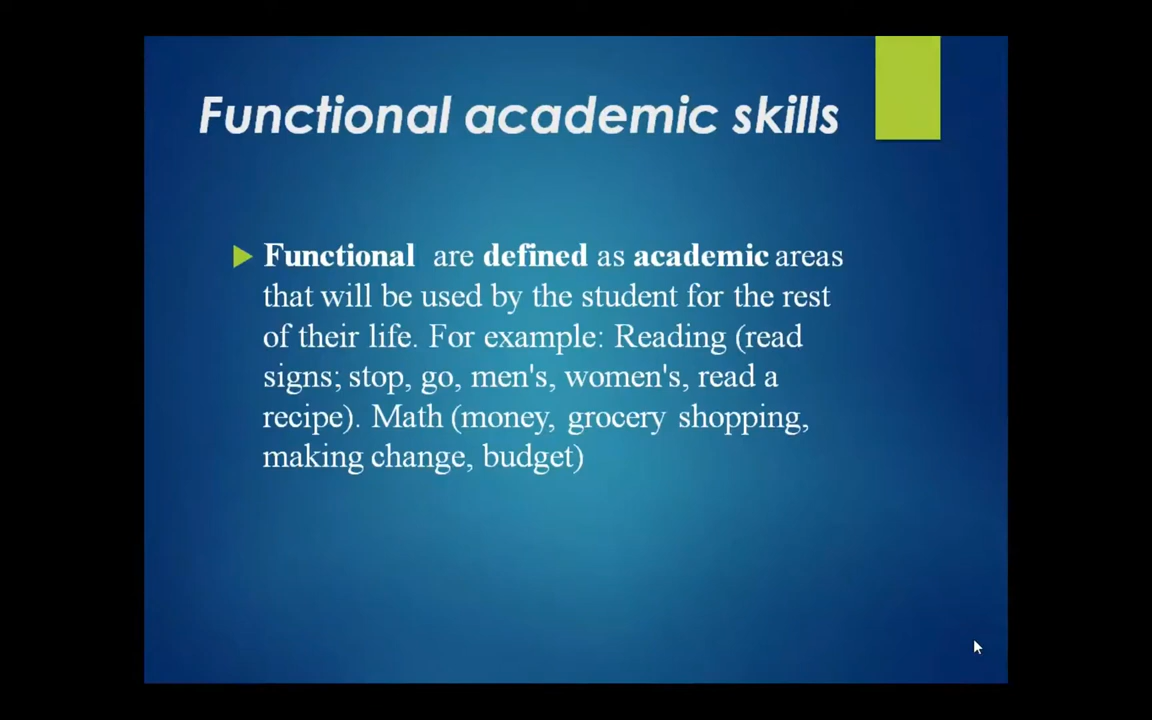 Functional academic skills
Functional are defined as academic areas
that will be used by the student for the rest
of their life. For example: Reading (read
signs; stop, go, men's, women's, read a
recipe). Math (money, grocery shopping,
making change, budget)